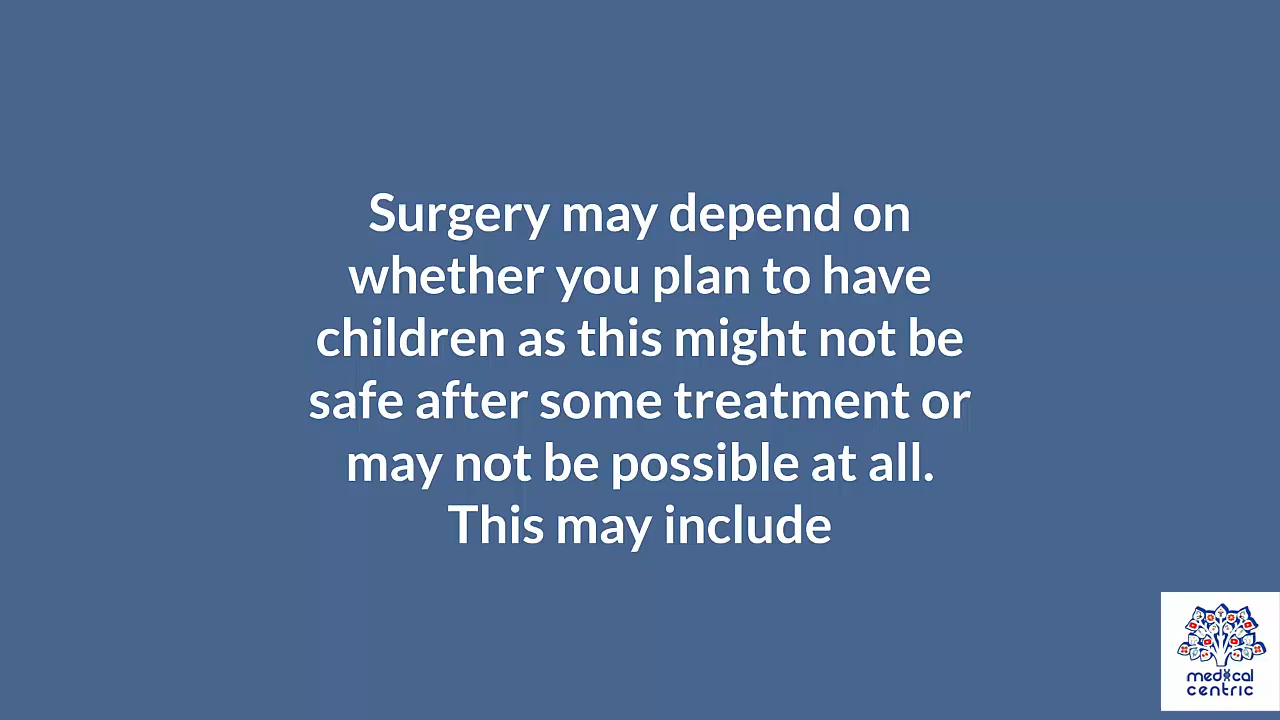 Surgery may depend on
whether you plan to have
children as this might not be
safe after some treatment or
may not be possible at all.
This may include
medical
centric